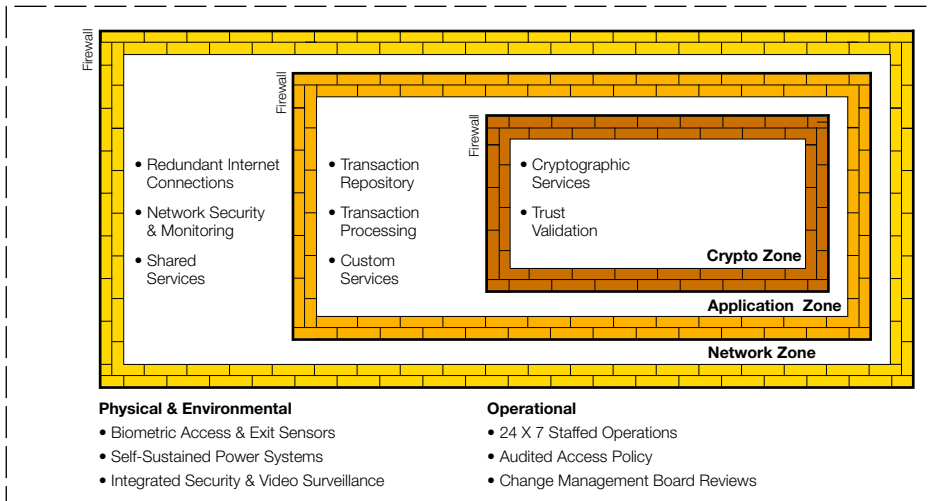 Firewall
Firewall
Firewall
• Redundant Internet
Connections
• Network Security
& Monitoring
• Shared
Services
• Transaction
Repository
• Transaction
Processing
• Custom
Services
• Cryptographic
Services
• Trust
Validation
Crypto Zone
Application Zone
Network Zone
Physical & Environmental
• Biometric Access & Exit Sensors
• Self-Sustained Power Systems
• Integrated Security & Video Surveillance
Operational
• 24 X 7 Staffed Operations
• Audited Access Policy
• Change Management Board Reviews